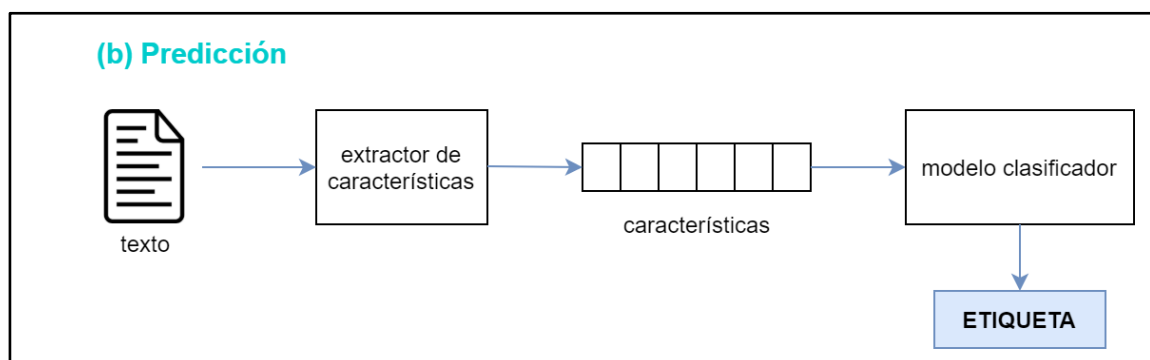 (b) Predicción
texto
extractor de
características
características
modelo clasificador
ETIQUETA